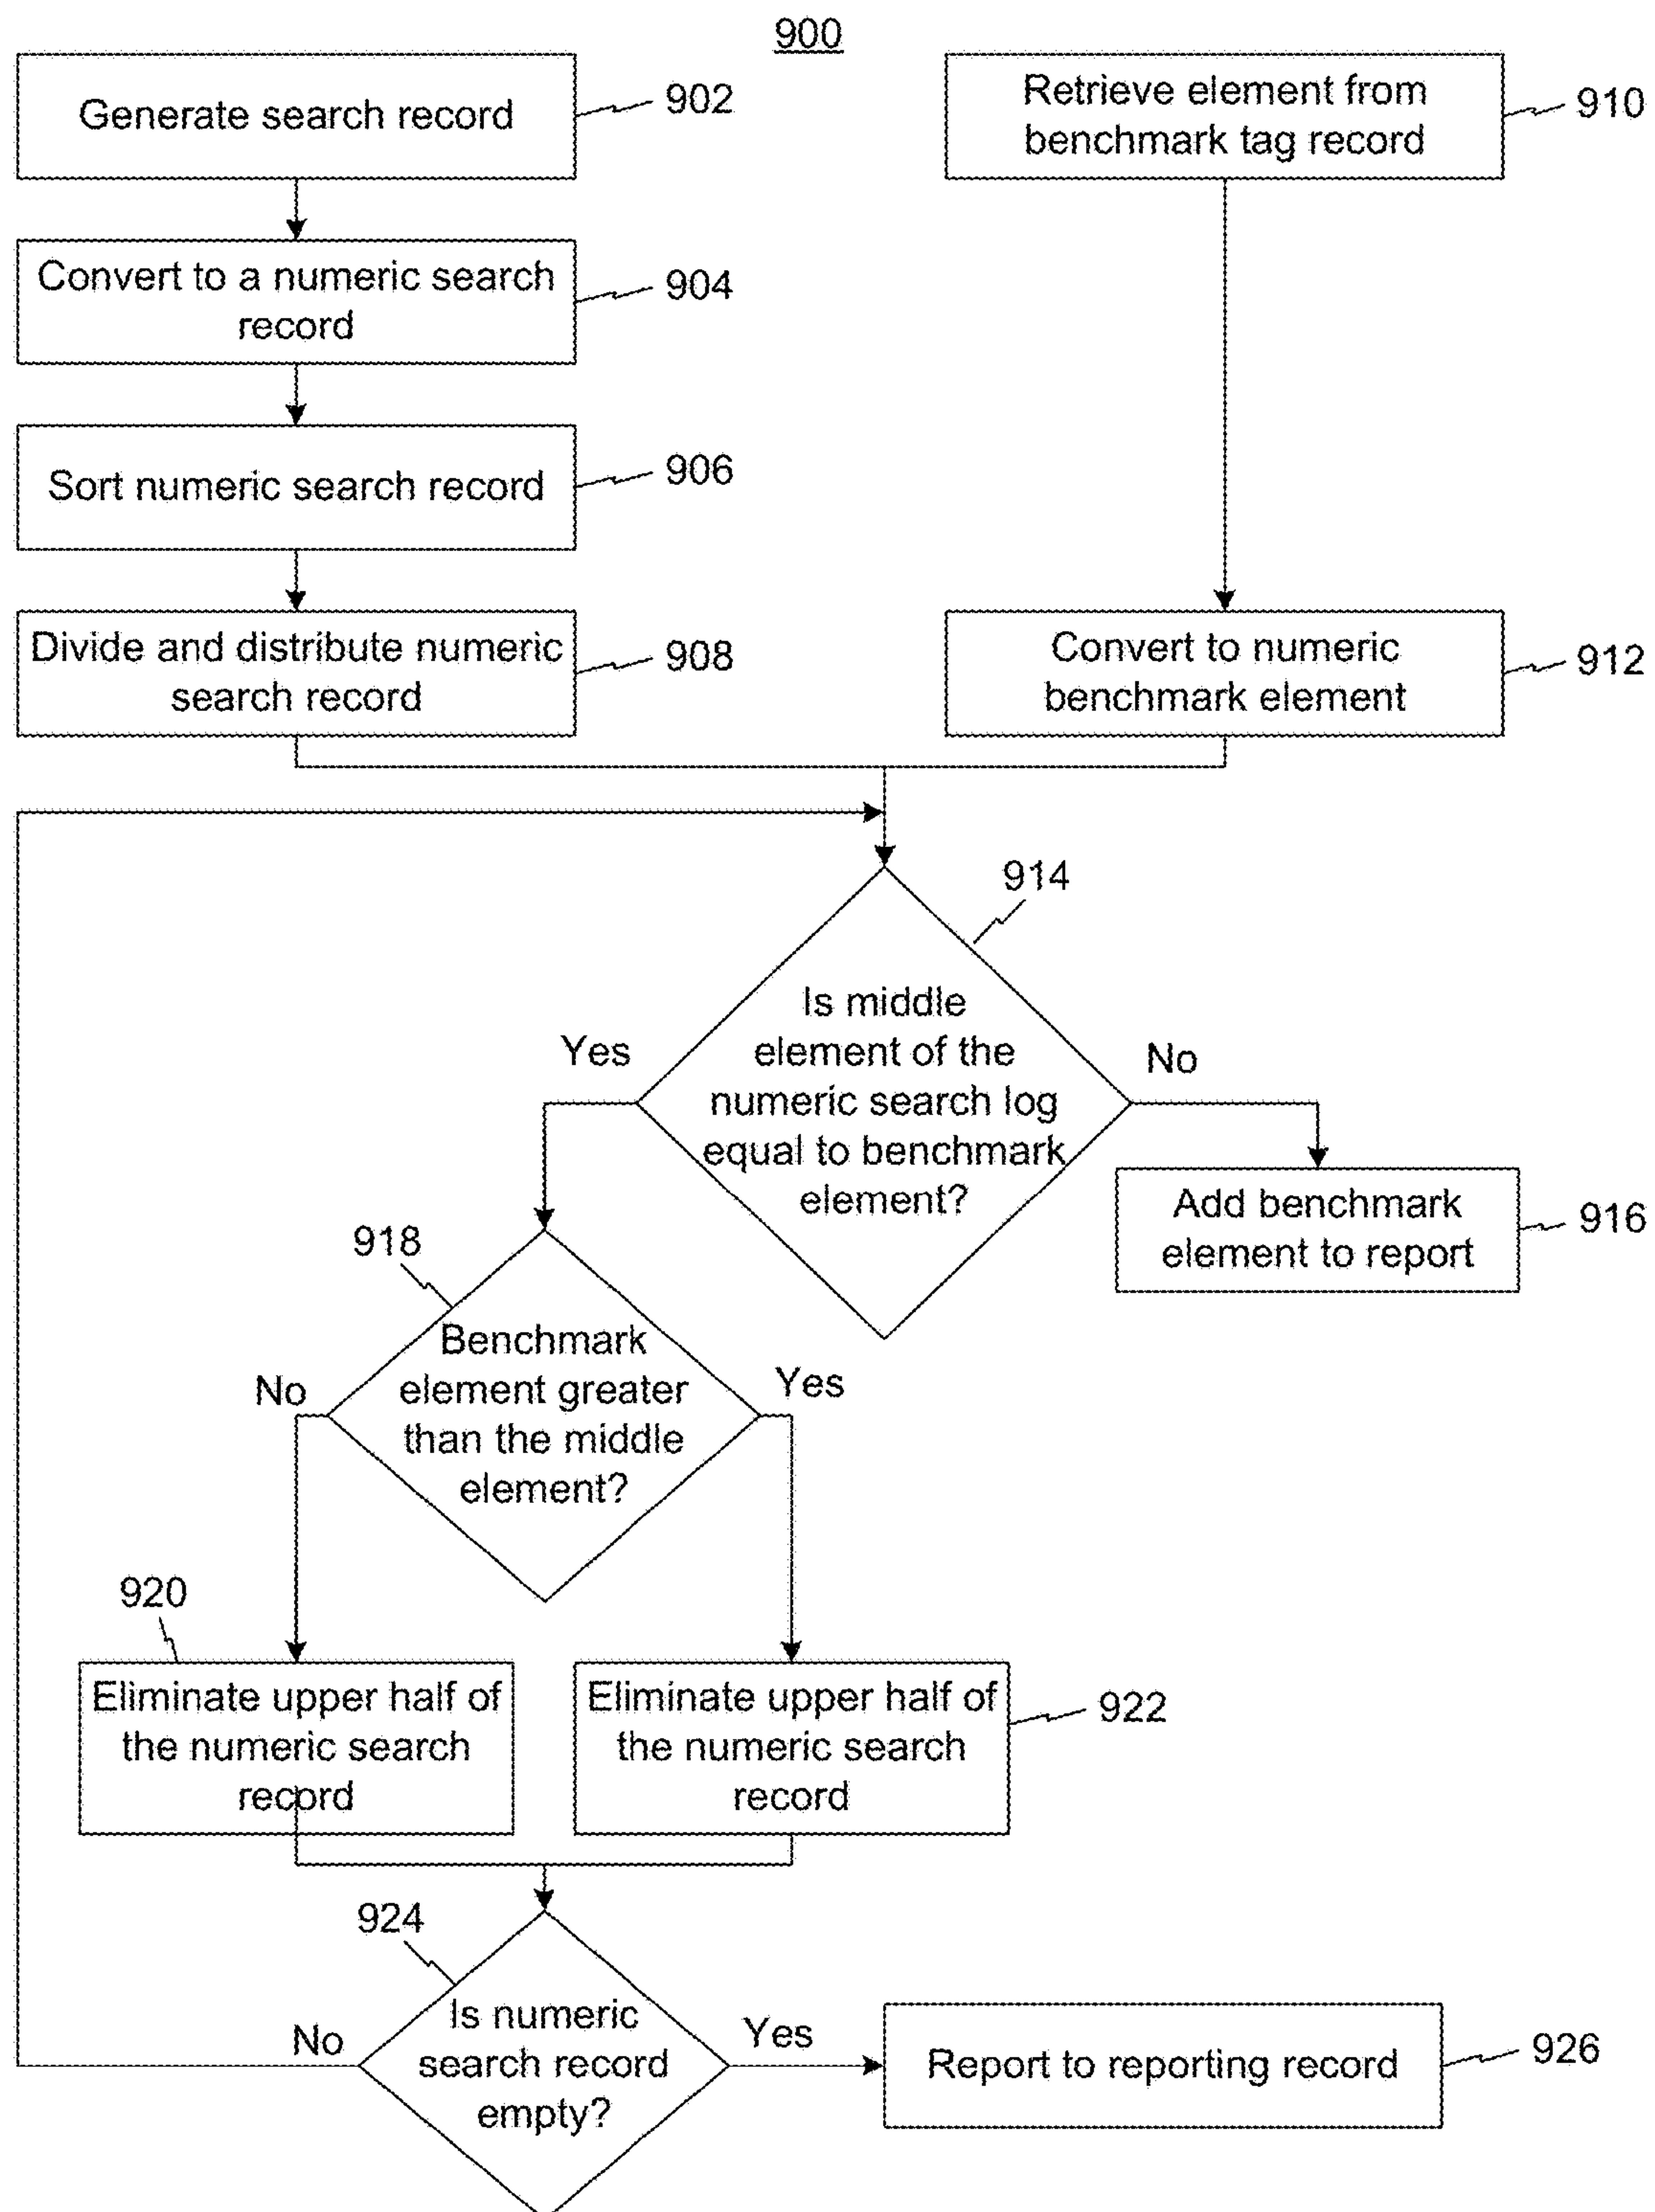 900
Generate search record
902
Convert to a numeric search
record
904
Sort numeric search record
906
Divide and distribute numeric
search record
908
Retrieve element from
benchmark tag record
910
Convert to numeric
benchmark element
912
914
Is middle
element of the
numeric search log
equal to benchmark
element?
Yes
No
Add benchmark
element to report
916
918
Benchmark
element greater
than the middle
element?
No
Yes
920
Eliminate upper half of
the numeric search
record
Eliminate upper half of
the numeric search
record
922
924
Is numeric
search record
empty?
No
Yes
Report to reporting record
926